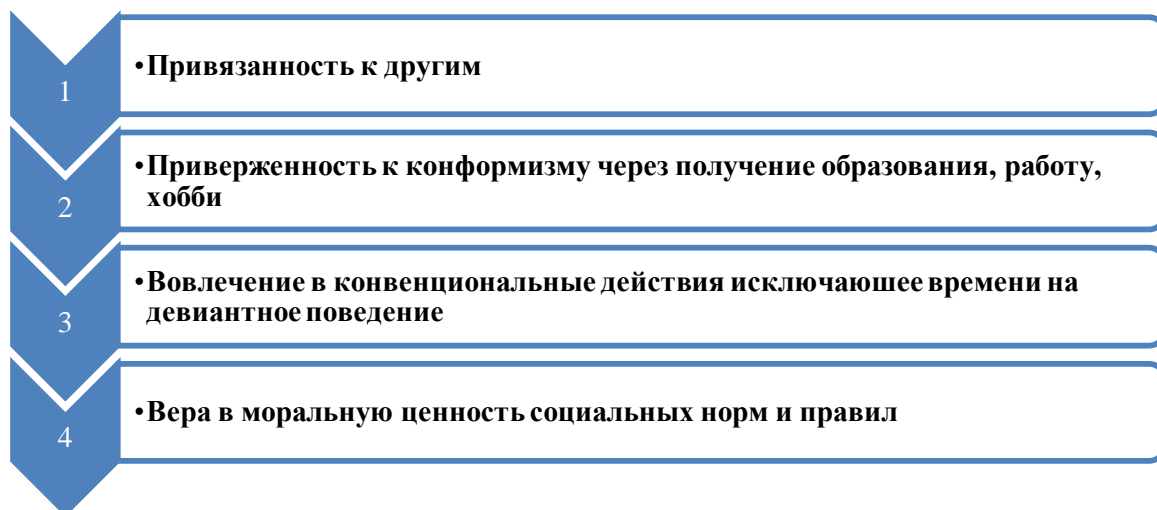 1
•Привязанность к другим
2
•Приверженность к конформизму через получение образования, работу,
хобби
3
•Вовлечение в конвенциональные действия исключаюшее времени на
девиантное поведение
4
•Вера в моральную ценность социальных норм и правил